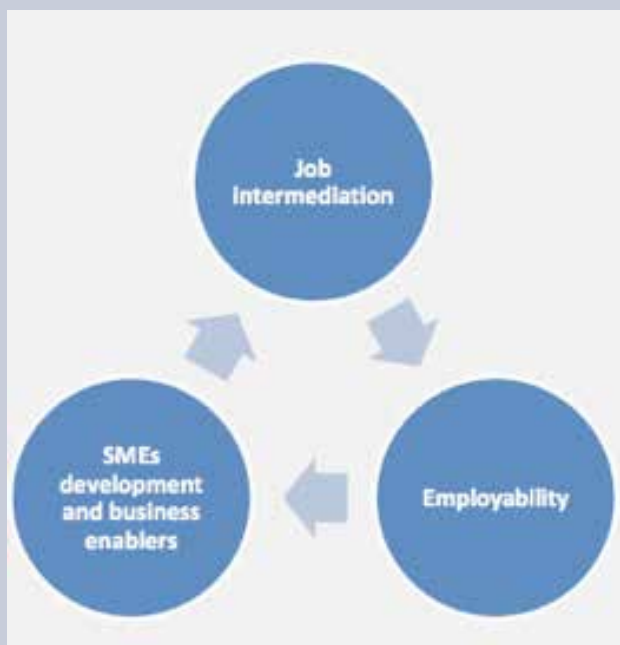 Job
intermediation
SMEs
development
and business
enablers
Employability